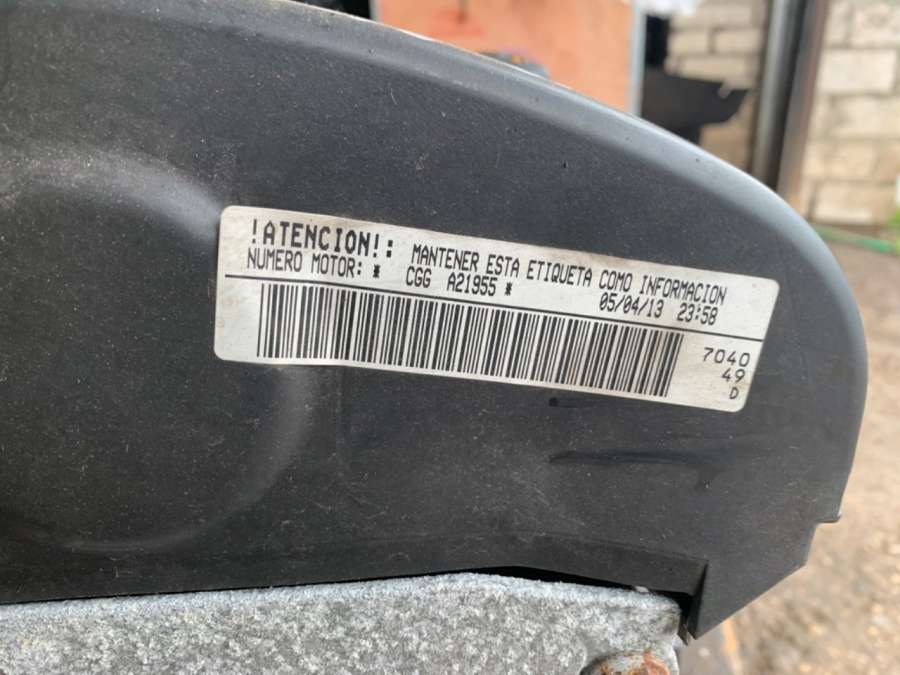 !ATENCION!: MANTENER ESTA ETIQUETA COMO INFORMACION
NUMERO MOTOR: * CGG A21955 * 05/04/13 23:58
7040
49
D